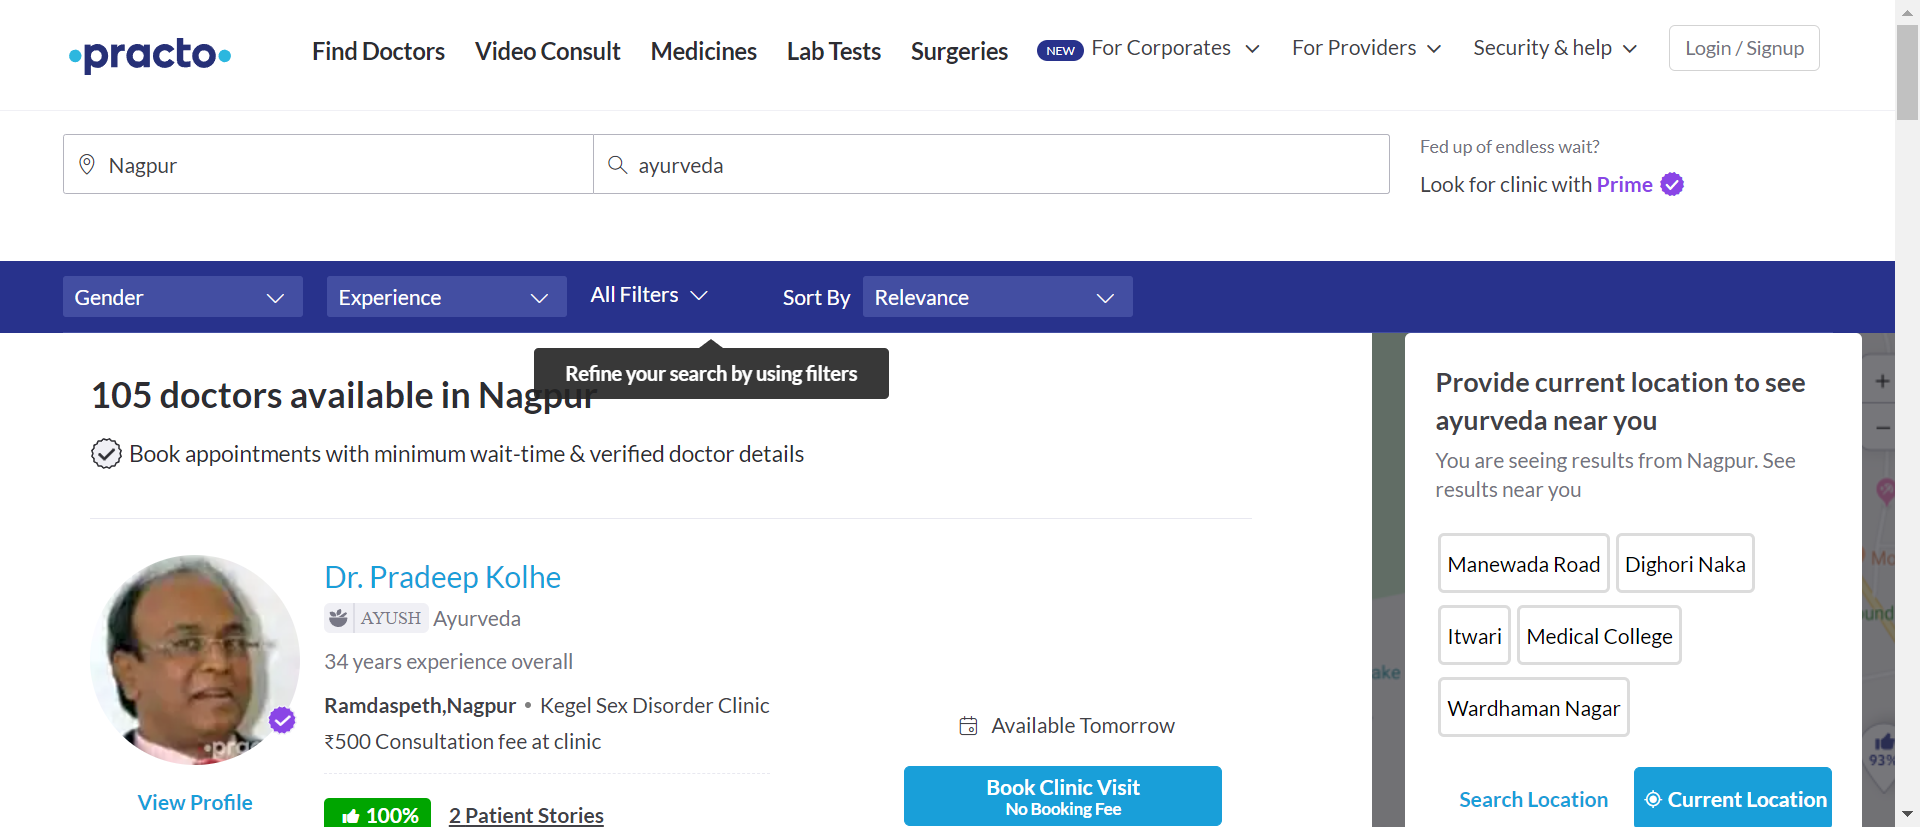 practo
Find Doctors Video Consult Medicines Lab Tests Surgeries NEW For Corporates For Providers Security & help Login / Signup
Nagpur ayurveda
Fed up of endless wait?
Look for clinic with Prime
Gender Experience All Filters Sort By Relevance
Refine your search by using filters
105 doctors available in Nagpur
Book appointments with minimum wait-time & verified doctor details
Dr. Pradeep Kolhe
AYUSH Ayurveda
34 years experience overall
Ramdaspeth,Nagpur • Kegel Sex Disorder Clinic
₹500 Consultation fee at clinic
View Profile
100% 2 Patient Stories
Available Tomorrow
Book Clinic Visit
No Booking Fee
Provide current location to see
ayurveda near you
You are seeing results from Nagpur. See
results near you
Manewada Road Dighori Naka
Itwari Medical College
Wardhaman Nagar
Search Location Current Location
93%